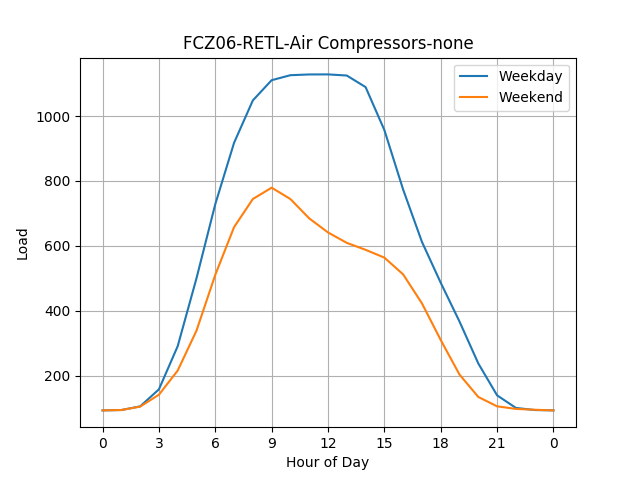 FCZ06-RETL-Air Compressors-none
Weekday
Weekend
Load
1000
800
600
400
200
0 3 6 9 12 15 18 21 0
Hour of Day